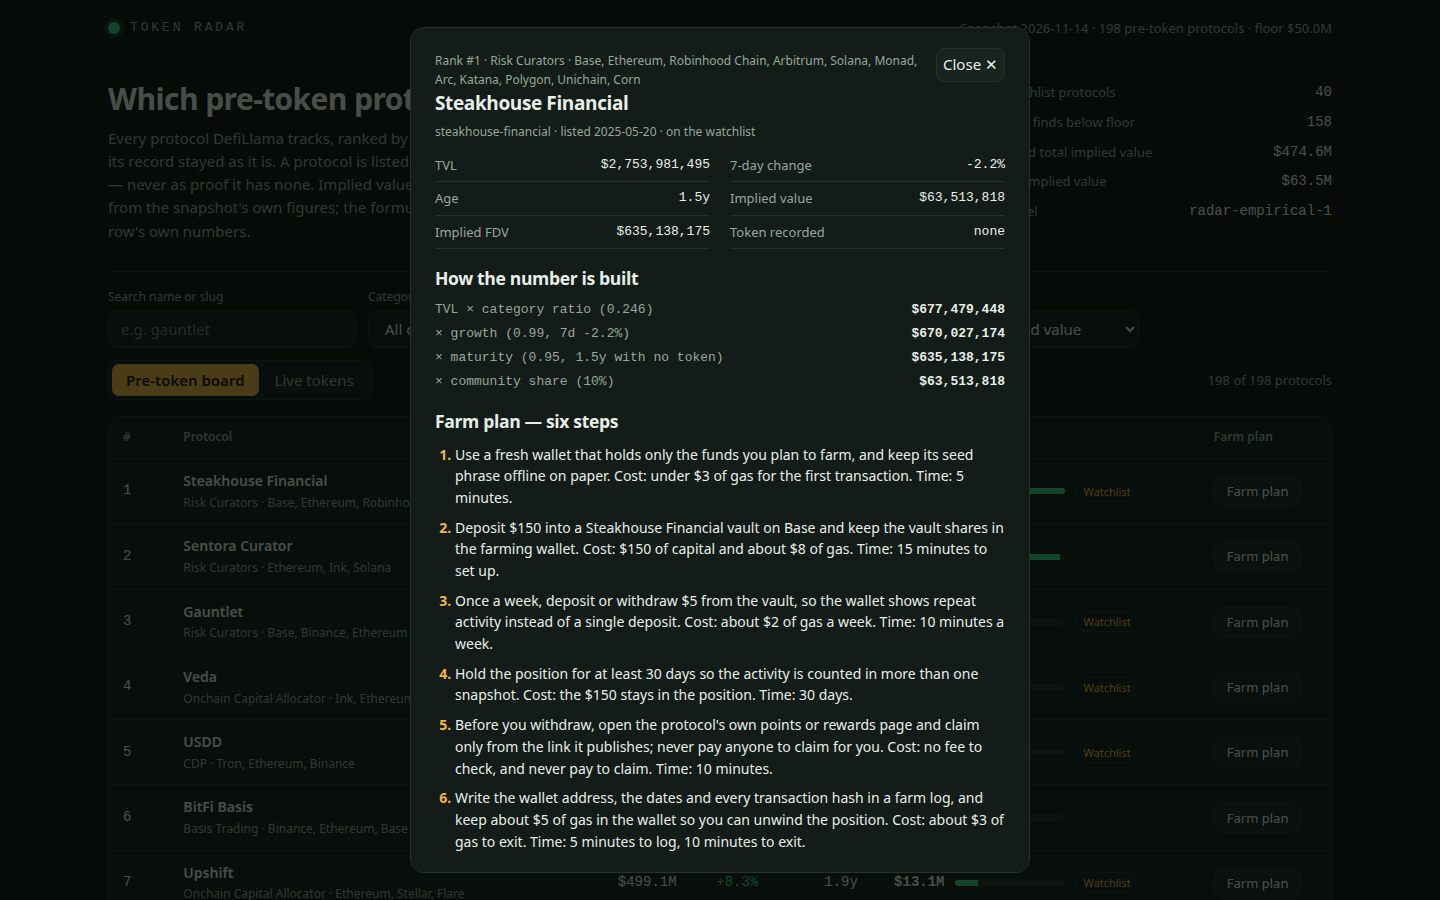 TOKEN RADAR
Snapshot 2026-11-14 · 198 pre-token protocols · floor $50.0M
Which pre-token prot
Every protocol DefiLlama tracks, ranked by
its record stayed as it is. A protocol is listed
— never as proof it has none. Implied value
from the snapshot's own figures; the formu
row's own numbers.
hlist protocols 40
finds below floor 158
d total implied value $474.6M
mplied value $63.5M
el radar-empirical-1
Search name or slug
Categor
e.g. gauntlet
All c
d value
Pre-token board
Live tokens
198 of 198 protocols
# Protocol Farm plan
1 Steakhouse Financial Watchlist Farm plan
Risk Curators · Base, Ethereum, Robinho
2 Sentora Curator Farm plan
Risk Curators · Ethereum, Ink, Solana
3 Gauntlet Watchlist Farm plan
Risk Curators · Base, Binance, Ethereum
4 Veda Watchlist Farm plan
Onchain Capital Allocator · Ink, Ethereum
5 USDD Watchlist Farm plan
CDP · Tron, Ethereum, Binance
6 BitFi Basis Farm plan
Basis Trading · Binance, Ethereum, Base
7 Upshift $499.1M +8.3% 1.9y $13.1M Watchlist Farm plan
Onchain Capital Allocator · Ethereum, Stellar, Flare
Rank #1 · Risk Curators · Base, Ethereum, Robinhood Chain, Arbitrum, Solana, Monad,
Arc, Katana, Polygon, Unichain, Corn
Close ✕
Steakhouse Financial
steakhouse-financial · listed 2025-05-20 · on the watchlist
TVL $2,753,981,495 7-day change -2.2%
Age 1.5y Implied value $63,513,818
Implied FDV $635,138,175 Token recorded none
How the number is built
TVL × category ratio (0.246) $677,479,448
× growth (0.99, 7d -2.2%) $670,027,174
× maturity (0.95, 1.5y with no token) $635,138,175
× community share (10%) $63,513,818
Farm plan — six steps
1. Use a fresh wallet that holds only the funds you plan to farm, and keep its seed
phrase offline on paper. Cost: under $3 of gas for the first transaction. Time: 5
minutes.
2. Deposit $150 into a Steakhouse Financial vault on Base and keep the vault shares in
the farming wallet. Cost: $150 of capital and about $8 of gas. Time: 15 minutes to
set up.
3. Once a week, deposit or withdraw $5 from the vault, so the wallet shows repeat
activity instead of a single deposit. Cost: about $2 of gas a week. Time: 10 minutes a
week.
4. Hold the position for at least 30 days so the activity is counted in more than one
snapshot. Cost: the $150 stays in the position. Time: 30 days.
5. Before you withdraw, open the protocol's own points or rewards page and claim
only from the link it publishes; never pay anyone to claim for you. Cost: no fee to
check, and never pay to claim. Time: 10 minutes.
6. Write the wallet address, the dates and every transaction hash in a farm log, and
keep about $5 of gas in the wallet so you can unwind the position. Cost: about $3 of
gas to exit. Time: 5 minutes to log, 10 minutes to exit.